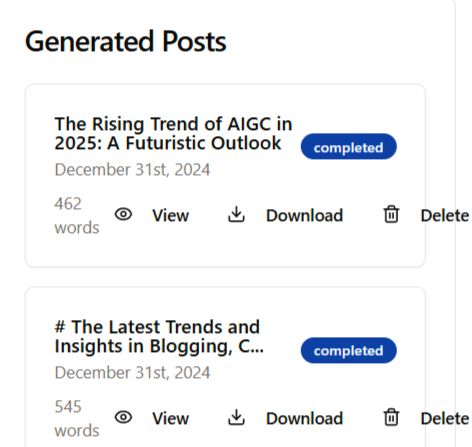 Generated Posts
The Rising Trend of AIGC in
2025: A Futuristic Outlook
completed
December 31st, 2024
462
words
View Download Delete
# The Latest Trends and
Insights in Blogging, C...
completed
December 31st, 2024
545
words
View Download Delete